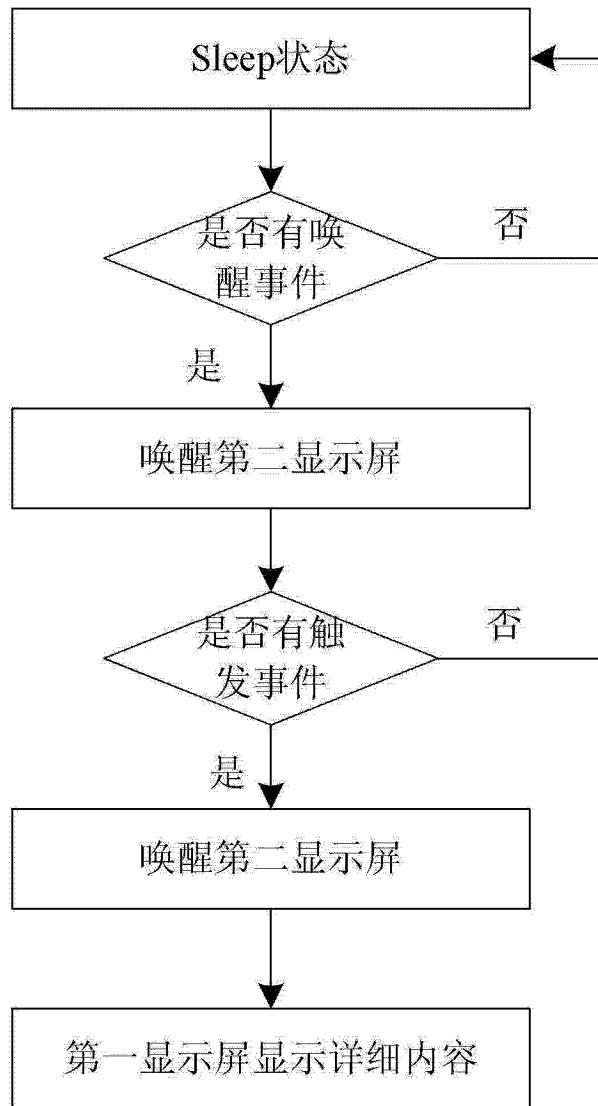 Sleep状态
是否有唤
醒事件
否
是
唤醒第二显示屏
是否有触
发事件
否
是
唤醒第二显示屏
第一显示屏显示详细内容